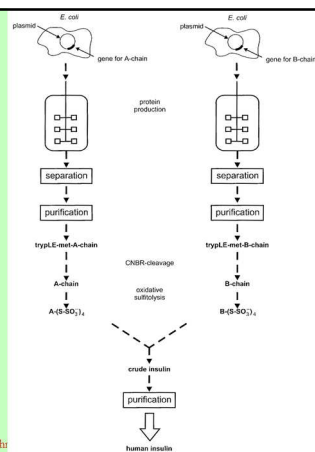 E. coli
E. coli
plasmid
plasmid
gene for A-chain
gene for B-chain
protein
production
separation
separation
purification
purification
trypLE-met-A-chain
trypLE-met-B-chain
CNBR-cleavage
A-chain
B-chain
oxidative
sulfitolysis
A-(S-SO₃⁻)₄
B-(S-SO₃⁻)₄
crude insulin
purification
human insulin